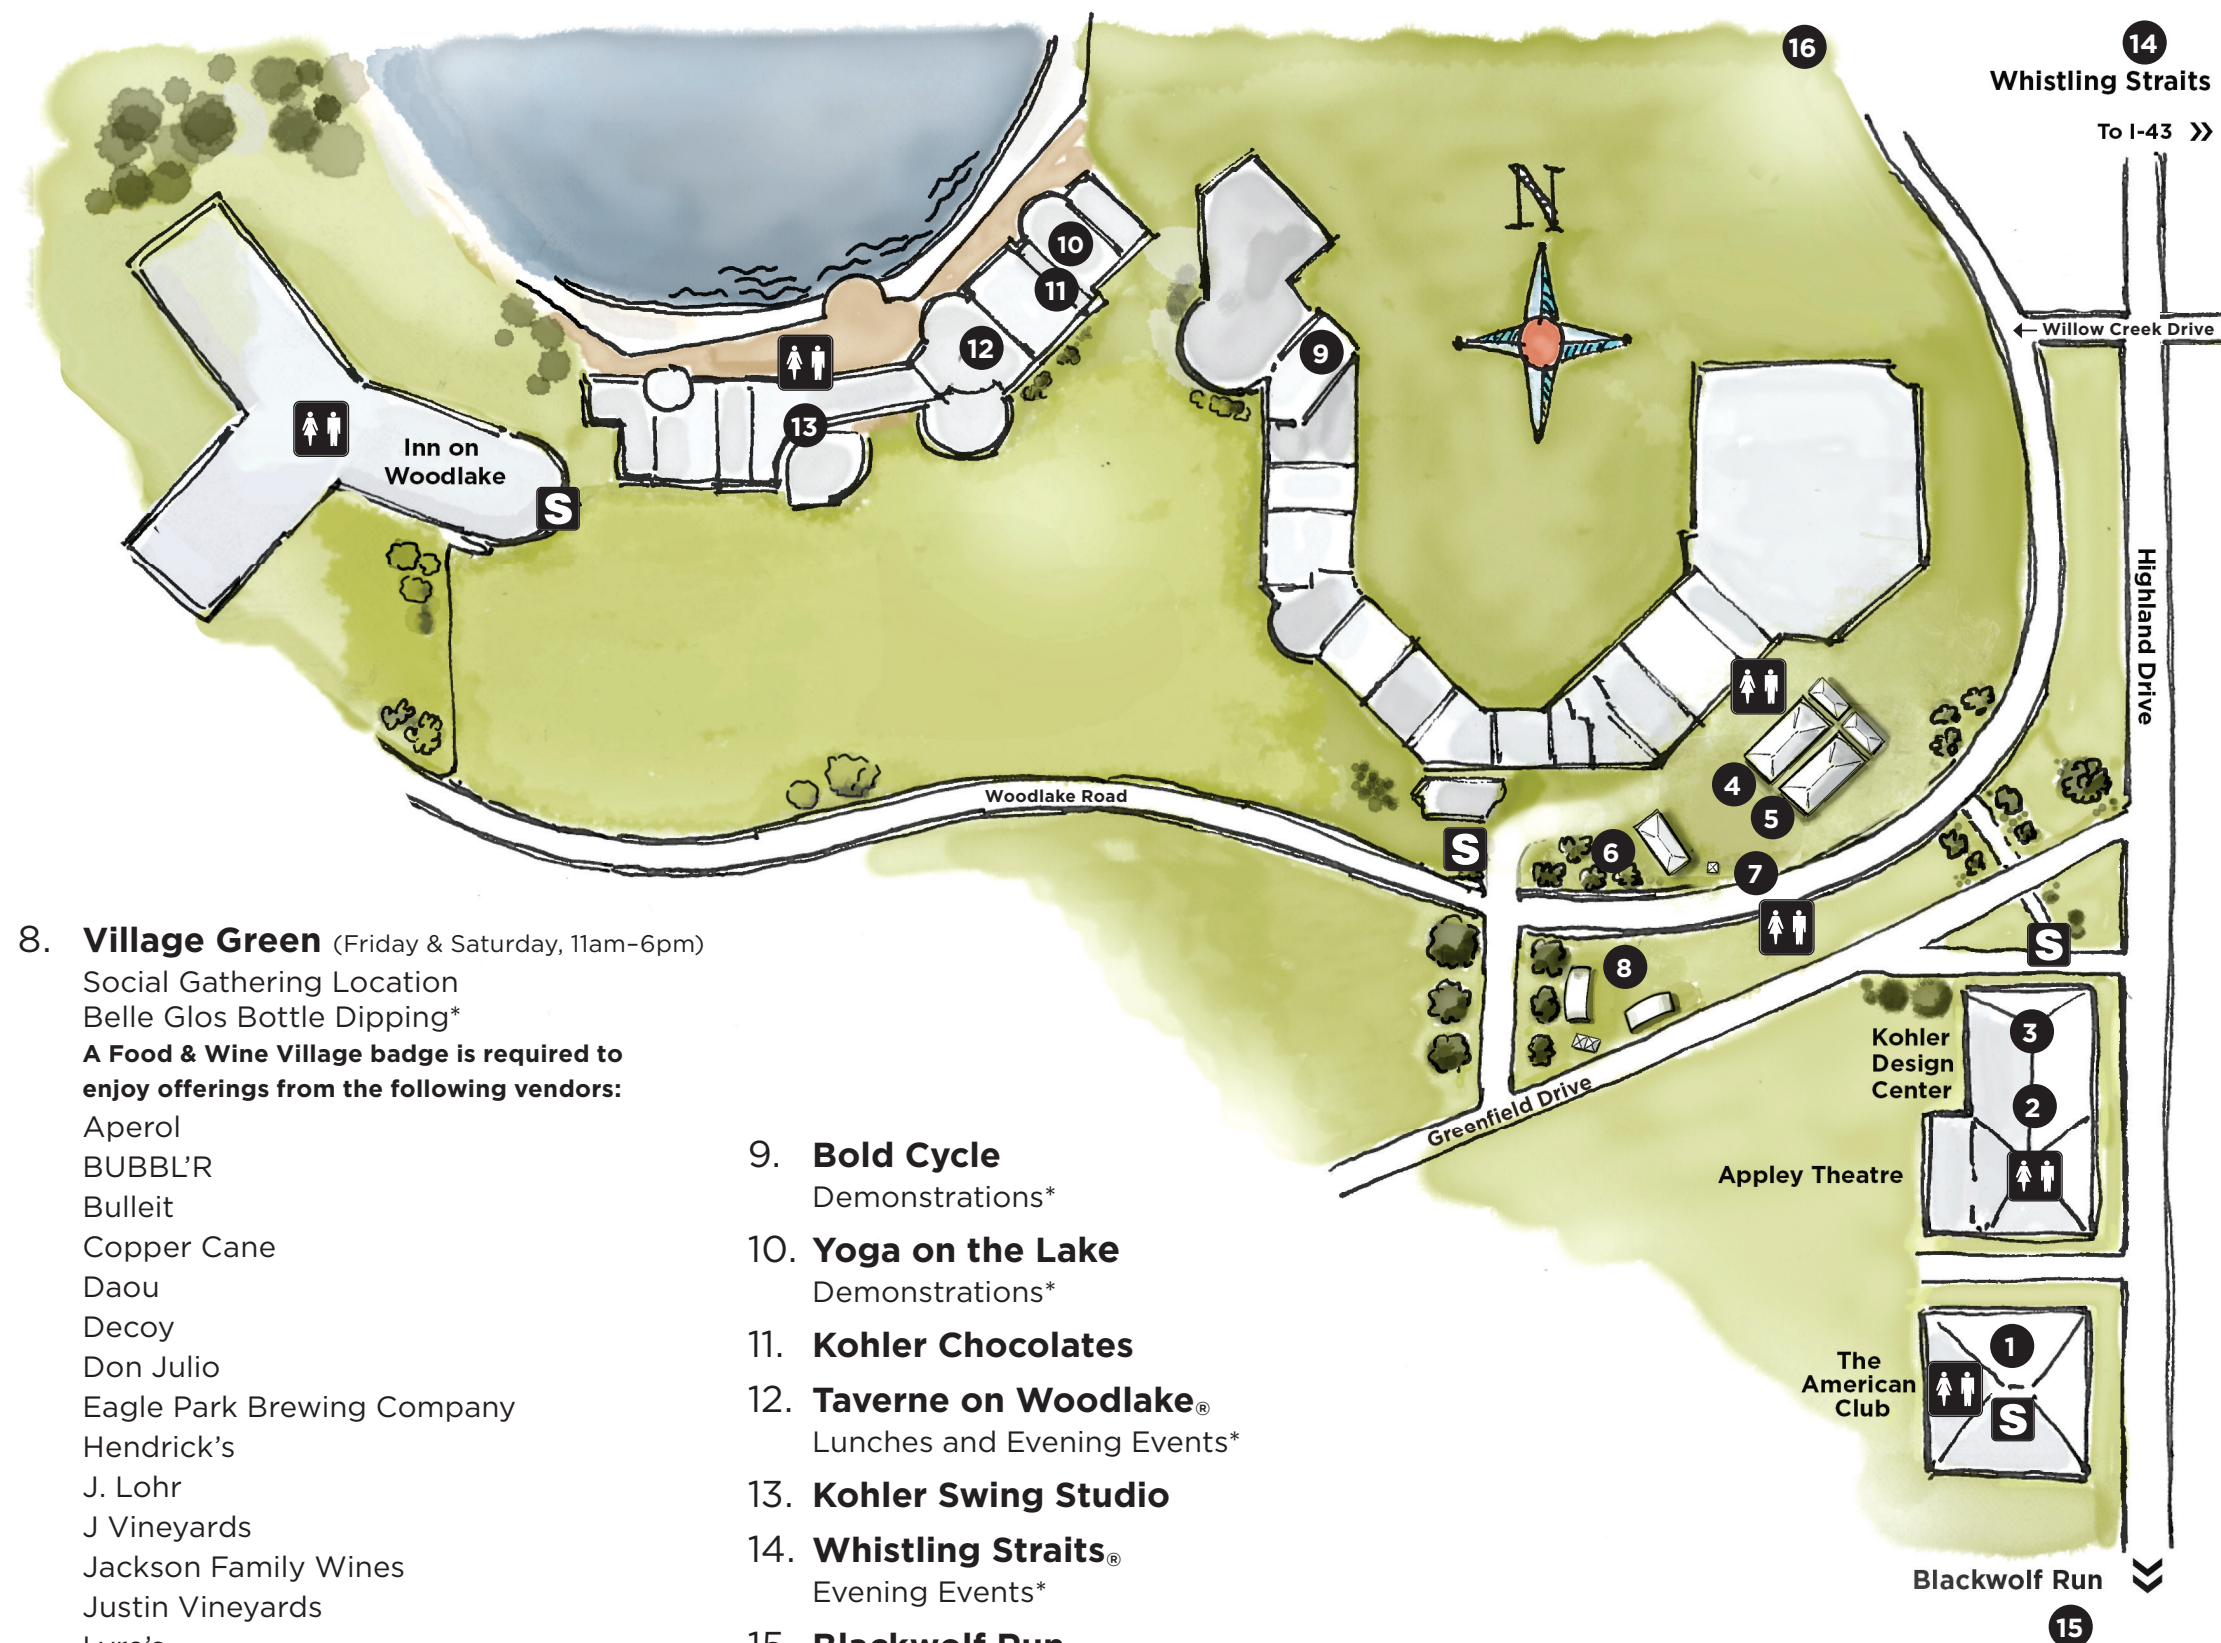 16
14
Whistling Straits
To I-43
N
10
11
12
9
Willow Creek Drive
13
Inn on
Woodlake
S
Highland Drive
Woodlake Road
4
5
S
6
7
8
S
Kohler
Design
Center
3
2
Greenfield Drive
Appley Theatre
1
The
American
Club
S
Blackwolf Run
15
8. Village Green (Friday & Saturday, 11am–6pm)
Social Gathering Location
Belle Glos Bottle Dipping*
A Food & Wine Village badge is required to
enjoy offerings from the following vendors:
Aperol
BUBBL'R
Bulleit
Copper Cane
Daou
Decoy
Don Julio
Eagle Park Brewing Company
Hendrick's
J. Lohr
J Vineyards
Jackson Family Wines
Justin Vineyards
9. Bold Cycle
Demonstrations*
10. Yoga on the Lake
Demonstrations*
11. Kohler Chocolates
12. Taverne on Woodlake®
Lunches and Evening Events*
13. Kohler Swing Studio
14. Whistling Straits®
Evening Events*
15. Blackwolf Run